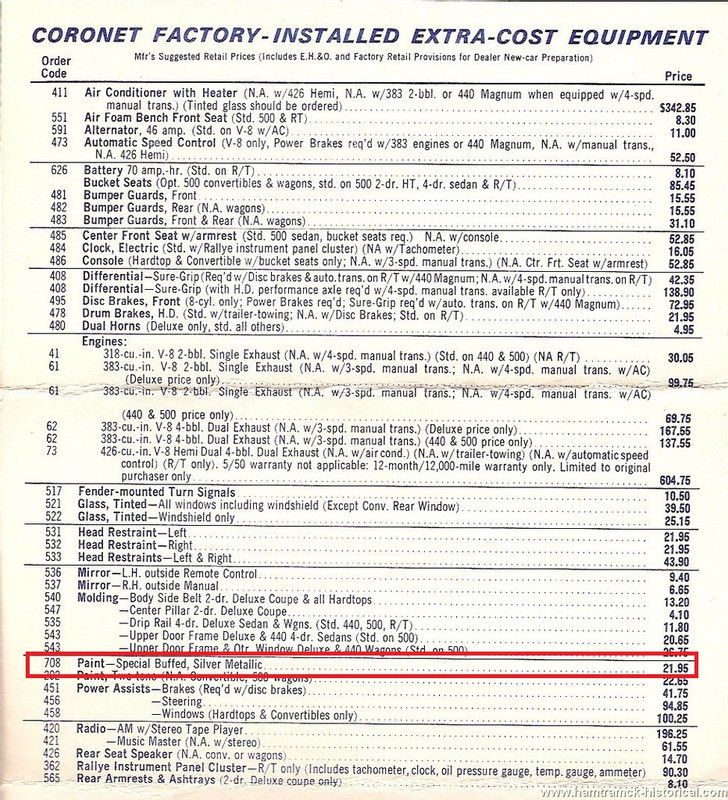 CORONET FACTORY-INSTALLED EXTRA-COST EQUIPMENT
Mfr's Suggested Retail Prices (Includes E.H.&O. and Factory Retail Provisions for Dealer New-car Preparation)
Order
Code Price
411 Air Conditioner with Heater (N.A. w/426 Hemi, N.A. w/383 2-bbl. or 440 Magnum when equipped w/4-spd.
manual trans.) (Tinted glass should be ordered) $342.85
551 Air Foam Bench Front Seat (Std. 500 & RT) 8.30
591 Alternator, 46 amp. (Std. on V-8 w/AC) 11.00
473 Automatic Speed Control (V-8 only, Power Brakes req'd w/383 engines or 440 Magnum, N.A. w/manual trans.,
N.A. 426 Hemi) 52.50
626 Battery 70 amp.-hr. (Std. on R/T) 8.10
Bucket Seats (Opt. 500 convertibles & wagons, std. on 500 2-dr. HT, 4-dr. sedan & R/T) 85.45
481 Bumper Guards, Front 15.55
482 Bumper Guards, Rear (N.A. wagons) 15.55
483 Bumper Guards, Front & Rear (N.A. wagons) 31.10
485 Center Front Seat w/armrest (Std. 500 sedan, bucket seats req.) N.A. w/console 52.85
484 Clock, Electric (Std. w/Rallye instrument panel cluster) (NA w/Tachometer) 16.05
486 Console (Hardtop & Convertible w/bucket seats only; N.A. w/3-spd. manual trans.) (N.A. Ctr. Frt. Seat w/armrest) 52.85
408 Differential—Sure-Grip (Req'd w/Disc brakes & auto. trans. on R/T w/440 Magnum; N.A. w/4-spd. manual trans. on R/T) 42.35
408 Differential—Sure-Grip (with H.D. performance axle req'd w/4-spd. manual trans. available R/T only) 138.90
495 Disc Brakes, Front (8-cyl. only; Power Brakes req'd; Sure-Grip req'd w/auto. trans. on R/T w/440 Magnum) 72.95
478 Drum Brakes, H.D. (Std. w/trailer-towing; N.A. w/Disc Brakes; Std. on R/T) 21.95
480 Dual Horns (Deluxe only, std. all others) 4.95
Engines:
41 318-cu.-in. V-8 2-bbl. Single Exhaust (N.A. w/4-spd. manual trans.) (Std. on 440 & 500) (NA R/T) 30.05
61 383-cu.-in. V-8 2-bbl. Single Exhaust (N.A. w/3-spd. manual trans.; N.A. w/4-spd. manual trans. w/AC)
(Deluxe price only) 99.75
61 383-cu.-in. V-8 2-bbl. Single Exhaust (N.A. w/3-spd. manual trans.; N.A. w/4-spd. manual trans. w/AC)
(440 & 500 price only) 69.75
62 383-cu.-in. V-8 4-bbl. Dual Exhaust (N.A. w/3-spd. manual trans.) (Deluxe price only) 167.55
62 383-cu.-in. V-8 4-bbl. Dual Exhaust (N.A. w/3-spd. manual trans.) (440 & 500 price only) 137.55
73 426-cu.-in. V-8 Hemi Dual 4-bbl. Dual Exhaust (N.A. w/air cond.) (N.A. w/trailer-towing) (N.A. w/automatic speed
control) (R/T only). 5/50 warranty not applicable: 12-month/12,000-mile warranty only. Limited to original
purchaser only 604.75
517 Fender-mounted Turn Signals 10.50
521 Glass, Tinted—All windows including windshield (Except Conv. Rear Window) 39.50
522 Glass, Tinted—Windshield only 25.15
531 Head Restraint—Left 21.95
532 Head Restraint—Right 21.95
533 Head Restraints—Left & Right 43.90
536 Mirror—L.H. outside Remote Control 9.40
537 Mirror—R.H. outside Manual 6.65
540 Molding—Body Side Belt 2-dr. Deluxe Coupe & all Hardtops 13.20
547 —Center Pillar 2-dr. Deluxe Coupe 4.10
535 —Drip Rail 4-dr. Deluxe Sedan & Wgns. (Std. 440, 500, R/T) 11.80
543 —Upper Door Frame Deluxe & 440 4-dr. Sedans (Std on 500) 20.65
543 —Upper Door Frame & Qtr. Window Deluxe & 440 Wagons (Std. on 500) 26.75
708 Paint—Special Buffed, Silver Metallic 21.95
Paint, Two-tone (N.A. Convertible, 500 wagons) 22.65
451 Power Assists—Brakes (Req'd w/disc brakes) 41.75
456 —Steering 94.85
458 —Windows (Hardtops & Convertibles only) 100.25
420 Radio—AM w/Stereo Tape Player 196.25
421 —Music Master (N.A. w/stereo) 61.55
426 Rear Seat Speaker (N.A. conv. or wagons) 14.70
362 Rallye Instrument Panel Cluster—R/T only (Includes tachometer, clock, oil pressure gauge, temp. gauge, ammeter) 90.30
565 Rear Armrests & Ashtrays (2-dr. Deluxe coupe only) 8.10
www.hamtramck-historical.com